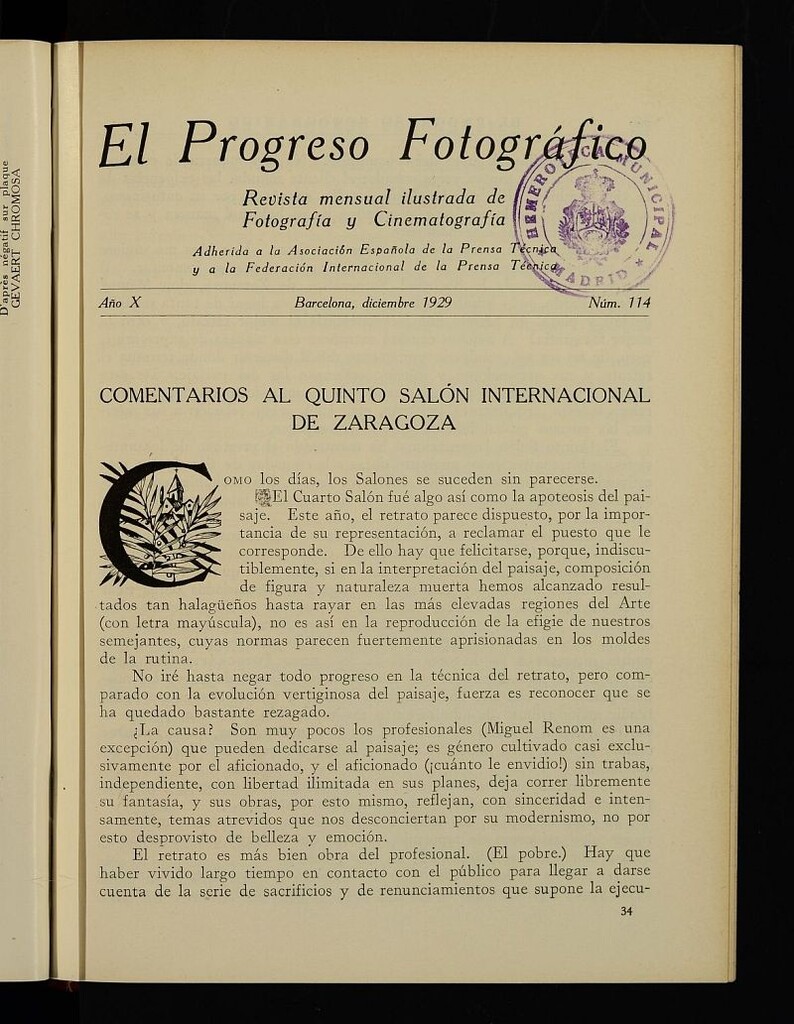 D'après négatif sur plaque
GEVAERT CHROMOSA
El Progreso Fotográfico
Revista mensual ilustrada de
Fotografía y Cinematografía
Adherida a la Asociación Española de la Prensa Técnica
y a la Federación Internacional de la Prensa Técnica
HEMEROTECA MUNICIPAL
* MADRID *
Año X Barcelona, diciembre 1929 Núm. 114
COMENTARIOS AL QUINTO SALÓN INTERNACIONAL
DE ZARAGOZA
COMO los días, los Salones se suceden sin parecerse.
El Cuarto Salón fué algo así como la apoteosis del pai-
saje. Este año, el retrato parece dispuesto, por la impor-
tancia de su representación, a reclamar el puesto que le
corresponde. De ello hay que felicitarse, porque, indiscu-
tiblemente, si en la interpretación del paisaje, composición
de figura y naturaleza muerta hemos alcanzado resul-
tados tan halagüeños hasta rayar en las más elevadas regiones del Arte
(con letra mayúscula), no es así en la reproducción de la efigie de nuestros
semejantes, cuyas normas parecen fuertemente aprisionadas en los moldes
de la rutina.
No iré hasta negar todo progreso en la técnica del retrato, pero com-
parado con la evolución vertiginosa del paisaje, fuerza es reconocer que se
ha quedado bastante rezagado.
¿La causa? Son muy pocos los profesionales (Miguel Renom es una
excepción) que pueden dedicarse al paisaje; es género cultivado casi exclu-
sivamente por el aficionado, y el aficionado (¡cuánto le envidio!) sin trabas,
independiente, con libertad ilimitada en sus planes, deja correr libremente
su fantasía, y sus obras, por esto mismo, reflejan, con sinceridad e inten-
samente, temas atrevidos que nos desconciertan por su modernismo, no por
esto desprovisto de belleza y emoción.
El retrato es más bien obra del profesional. (El pobre.) Hay que
haber vivido largo tiempo en contacto con el público para llegar a darse
cuenta de la serie de sacrificios y de renunciamientos que supone la ejecu-
34